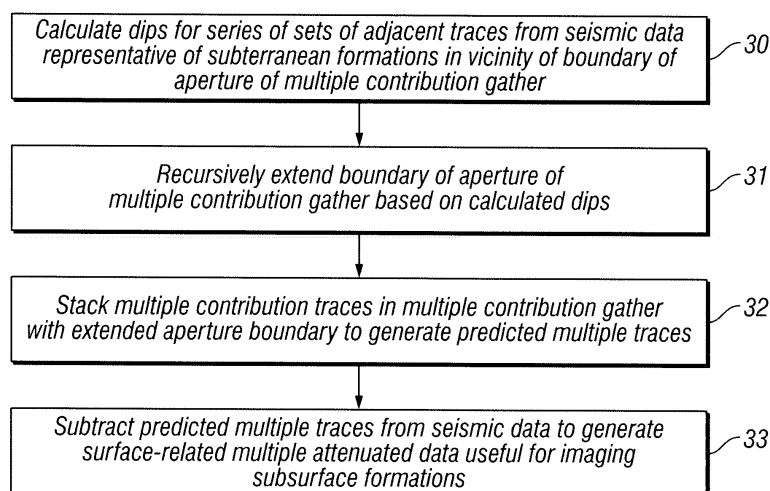 Calculate dips for series of sets of adjacent traces from seismic data
representative of subterranean formations in vicinity of boundary of
aperture of multiple contribution gather
30
Recursively extend boundary of aperture of
multiple contribution gather based on calculated dips
31
Stack multiple contribution traces in multiple contribution gather
with extended aperture boundary to generate predicted multiple traces
32
Subtract predicted multiple traces from seismic data to generate
surface-related multiple attenuated data useful for imaging
subsurface formations
33